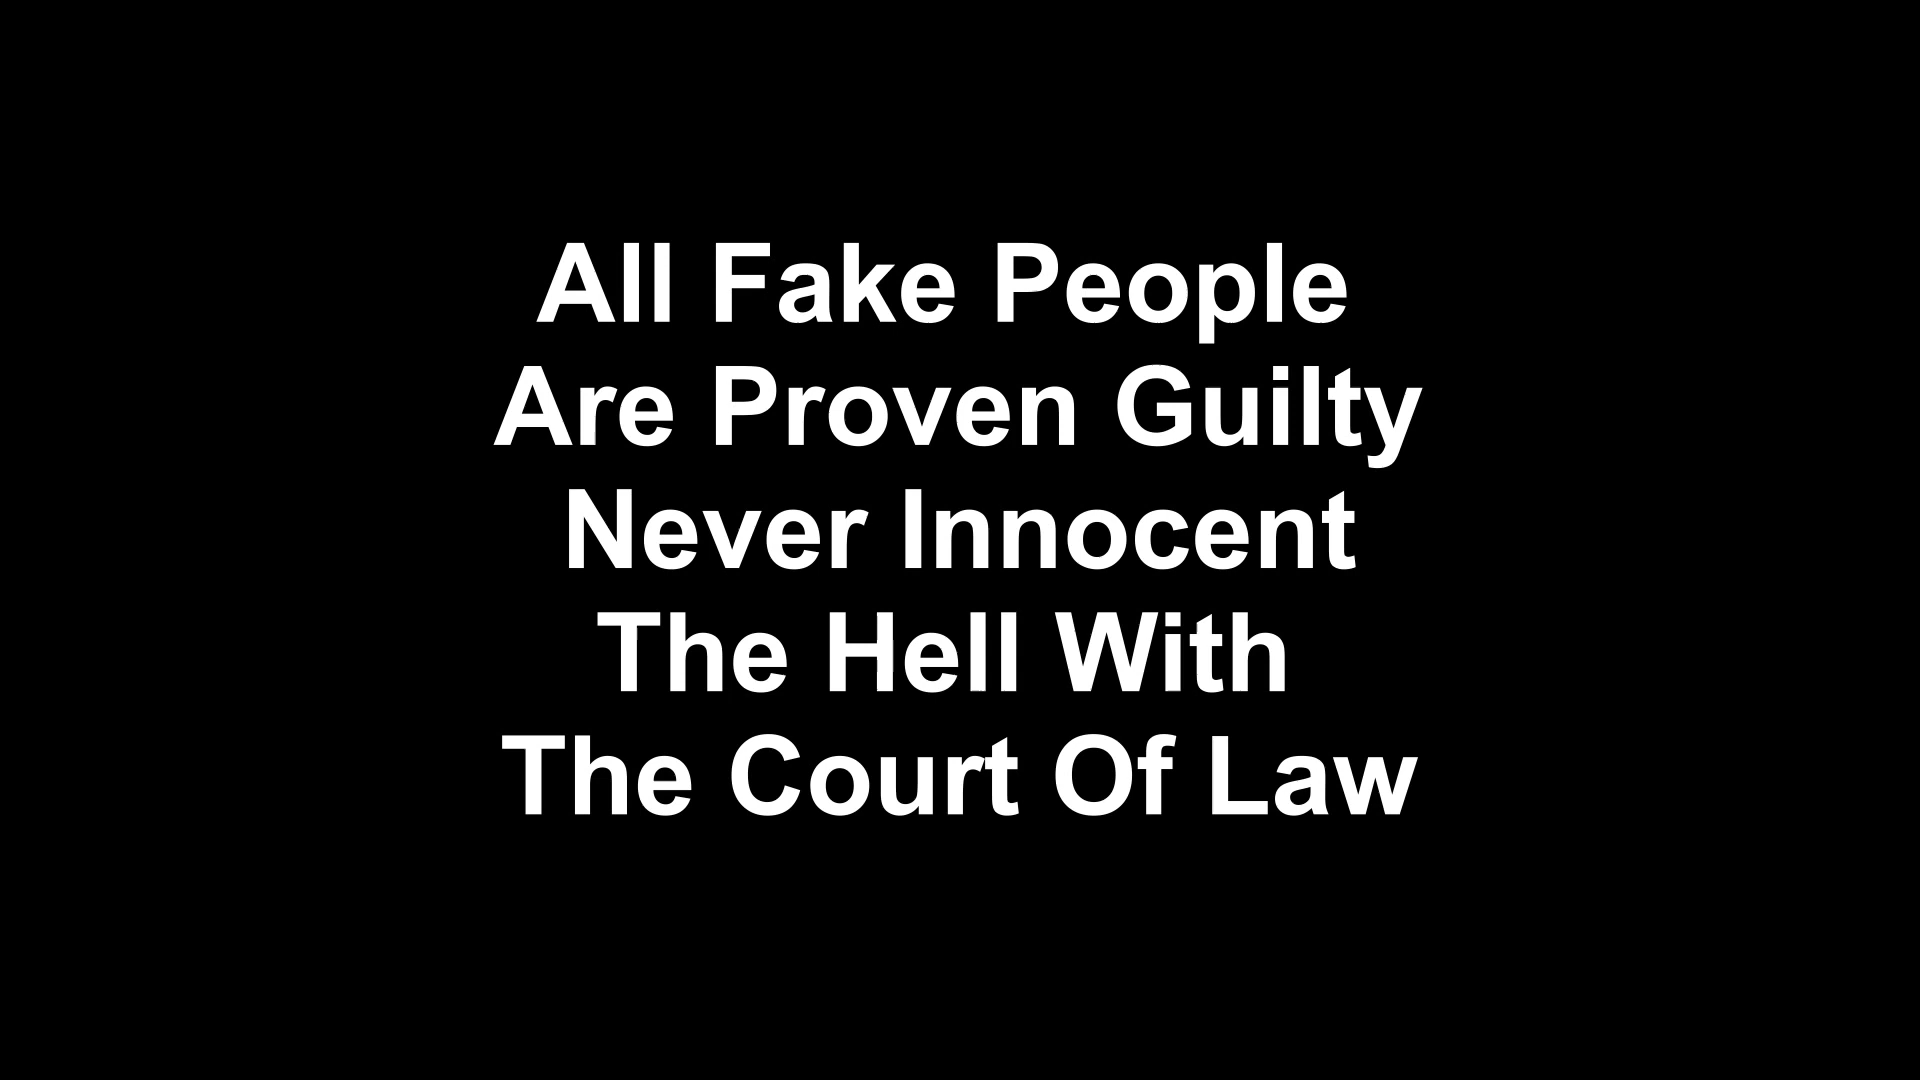 All Fake People
Are Proven Guilty
Never Innocent
The Hell With
The Court Of Law